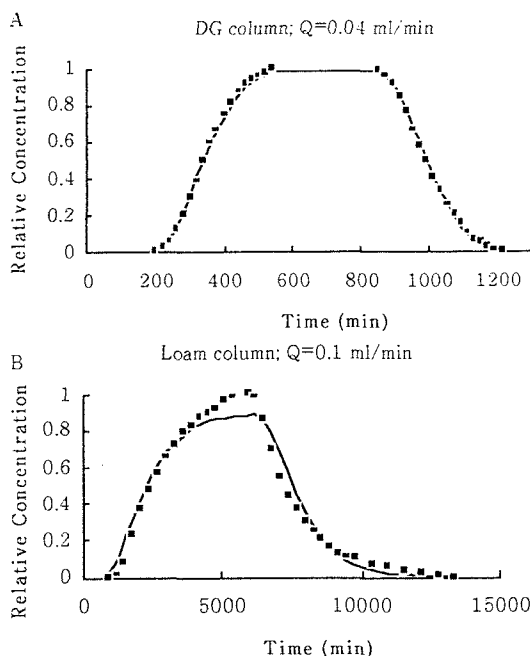 A
DG column; Q=0.04 ml/min
Relative Concentration
1
0.8
0.6
0.4
0.2
0
0 200 400 600 800 1000 1200
Time (min)
B
Loam column; Q=0.1 ml/min
Relative Concentration
1
0.8
0.6
0.4
0.2
0
0 5000 10000 15000
Time (min)